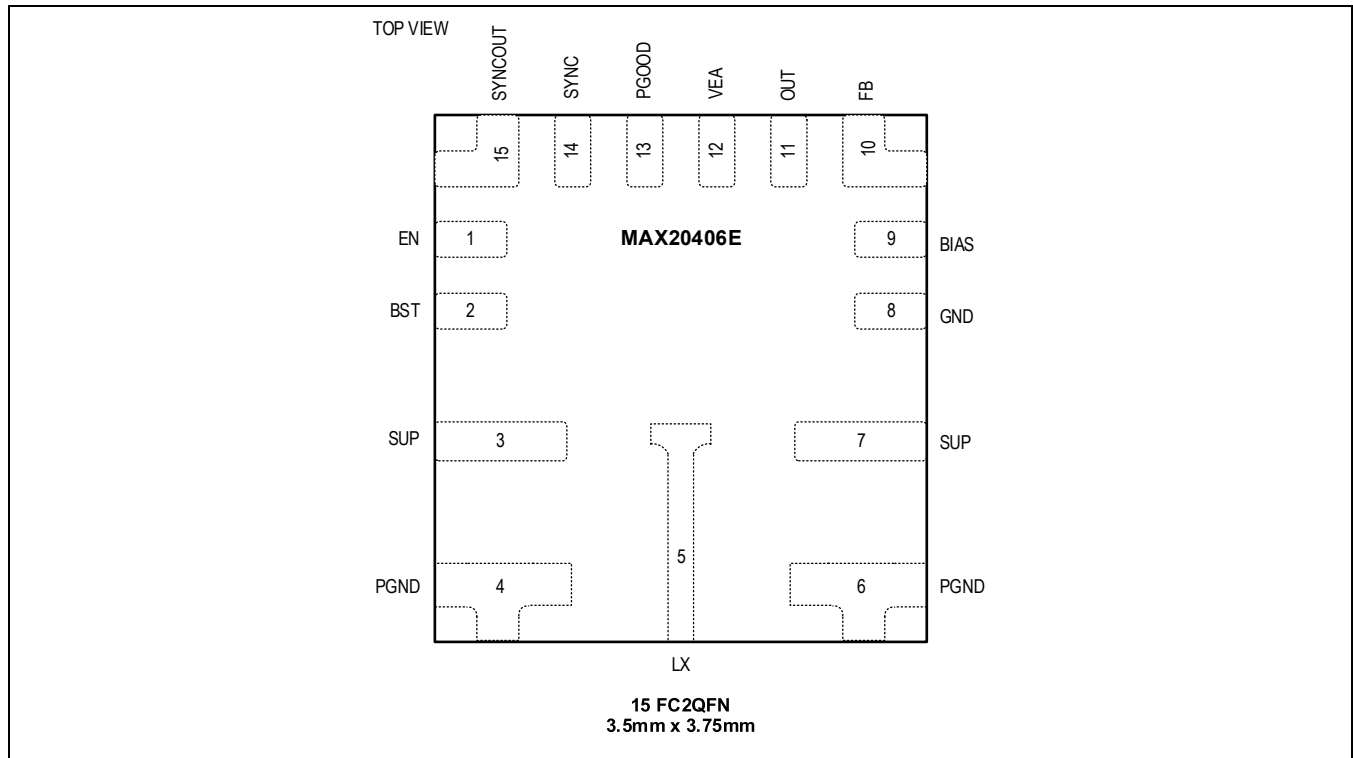 TOP VIEW
SYNCOUT
SYNC
PGOOD
VEA
OUT
FB
15
14
13
12
11
10
EN
1
MAX20406E
9
BIAS
BST
2
8
GND
SUP
3
7
SUP
5
PGND
4
6
PGND
LX
15 FC2QFN
3.5mm x 3.75mm